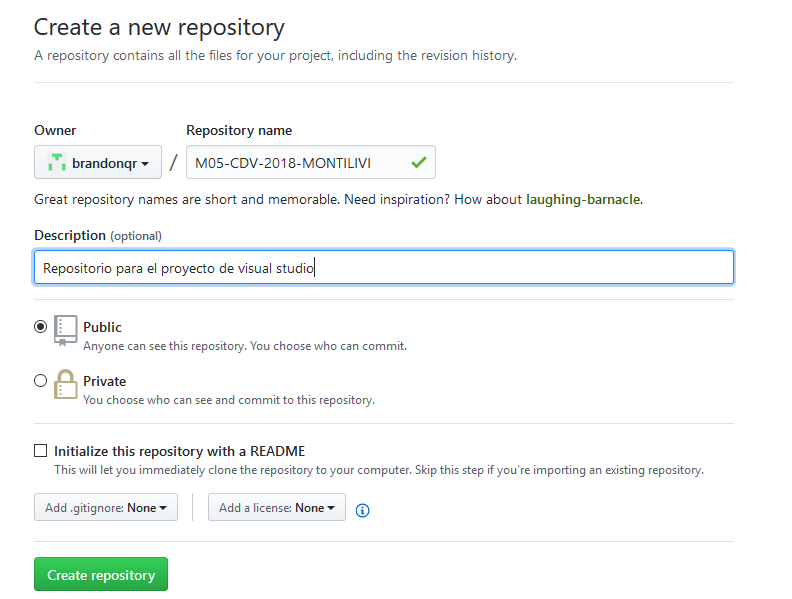 Create a new repository
A repository contains all the files for your project, including the revision history.
Owner
Repository name
brandonqr
/
M05-CDV-2018-MONTILIVI
Great repository names are short and memorable. Need inspiration? How about laughing-barnacle.
Description (optional)
Repositorio para el proyecto de visual studio
Public
Anyone can see this repository. You choose who can commit.
Private
You choose who can see and commit to this repository.
Initialize this repository with a README
This will let you immediately clone the repository to your computer. Skip this step if you’re importing an existing repository.
Add .gitignore: None
Add a license: None
Create repository